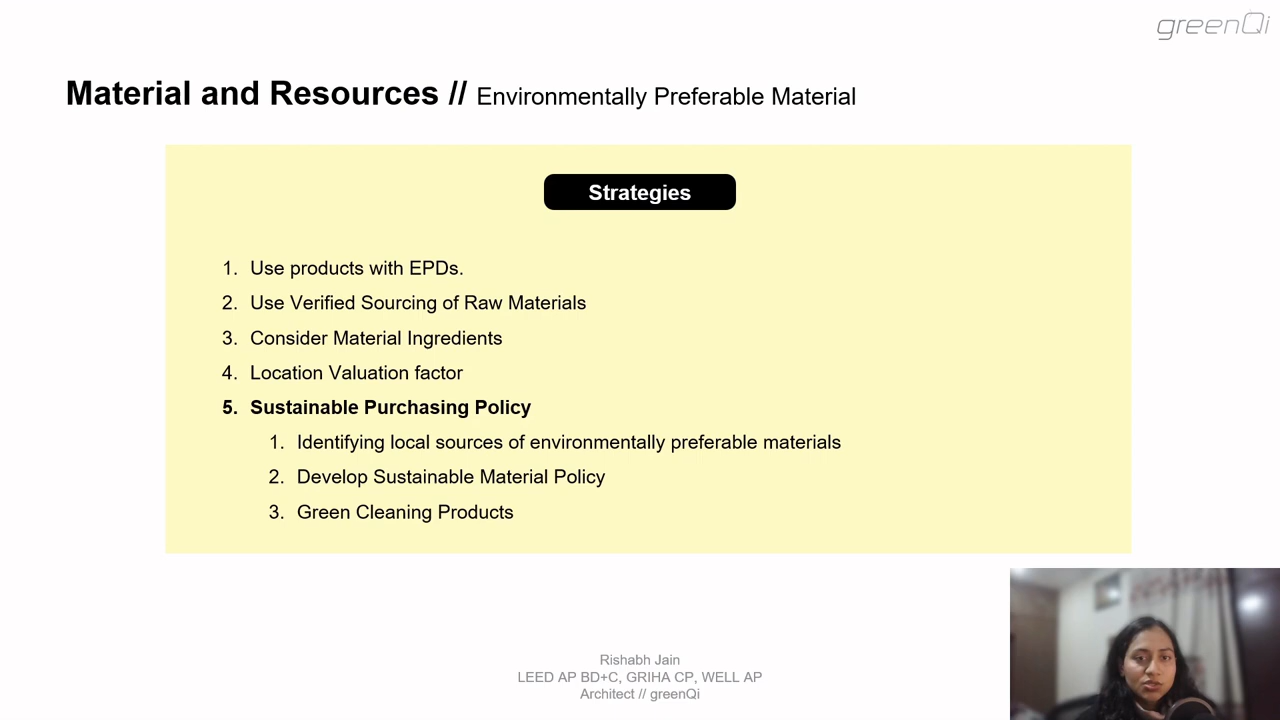 greenQi
Material and Resources // Environmentally Preferable Material
Strategies
1. Use products with EPDs.
2. Use Verified Sourcing of Raw Materials
3. Consider Material Ingredients
4. Location Valuation factor
5. Sustainable Purchasing Policy
1. Identifying local sources of environmentally preferable materials
2. Develop Sustainable Material Policy
3. Green Cleaning Products
Rishabh Jain
LEED AP BD+C, GRIHA CP, WELL AP
Architect // greenQi